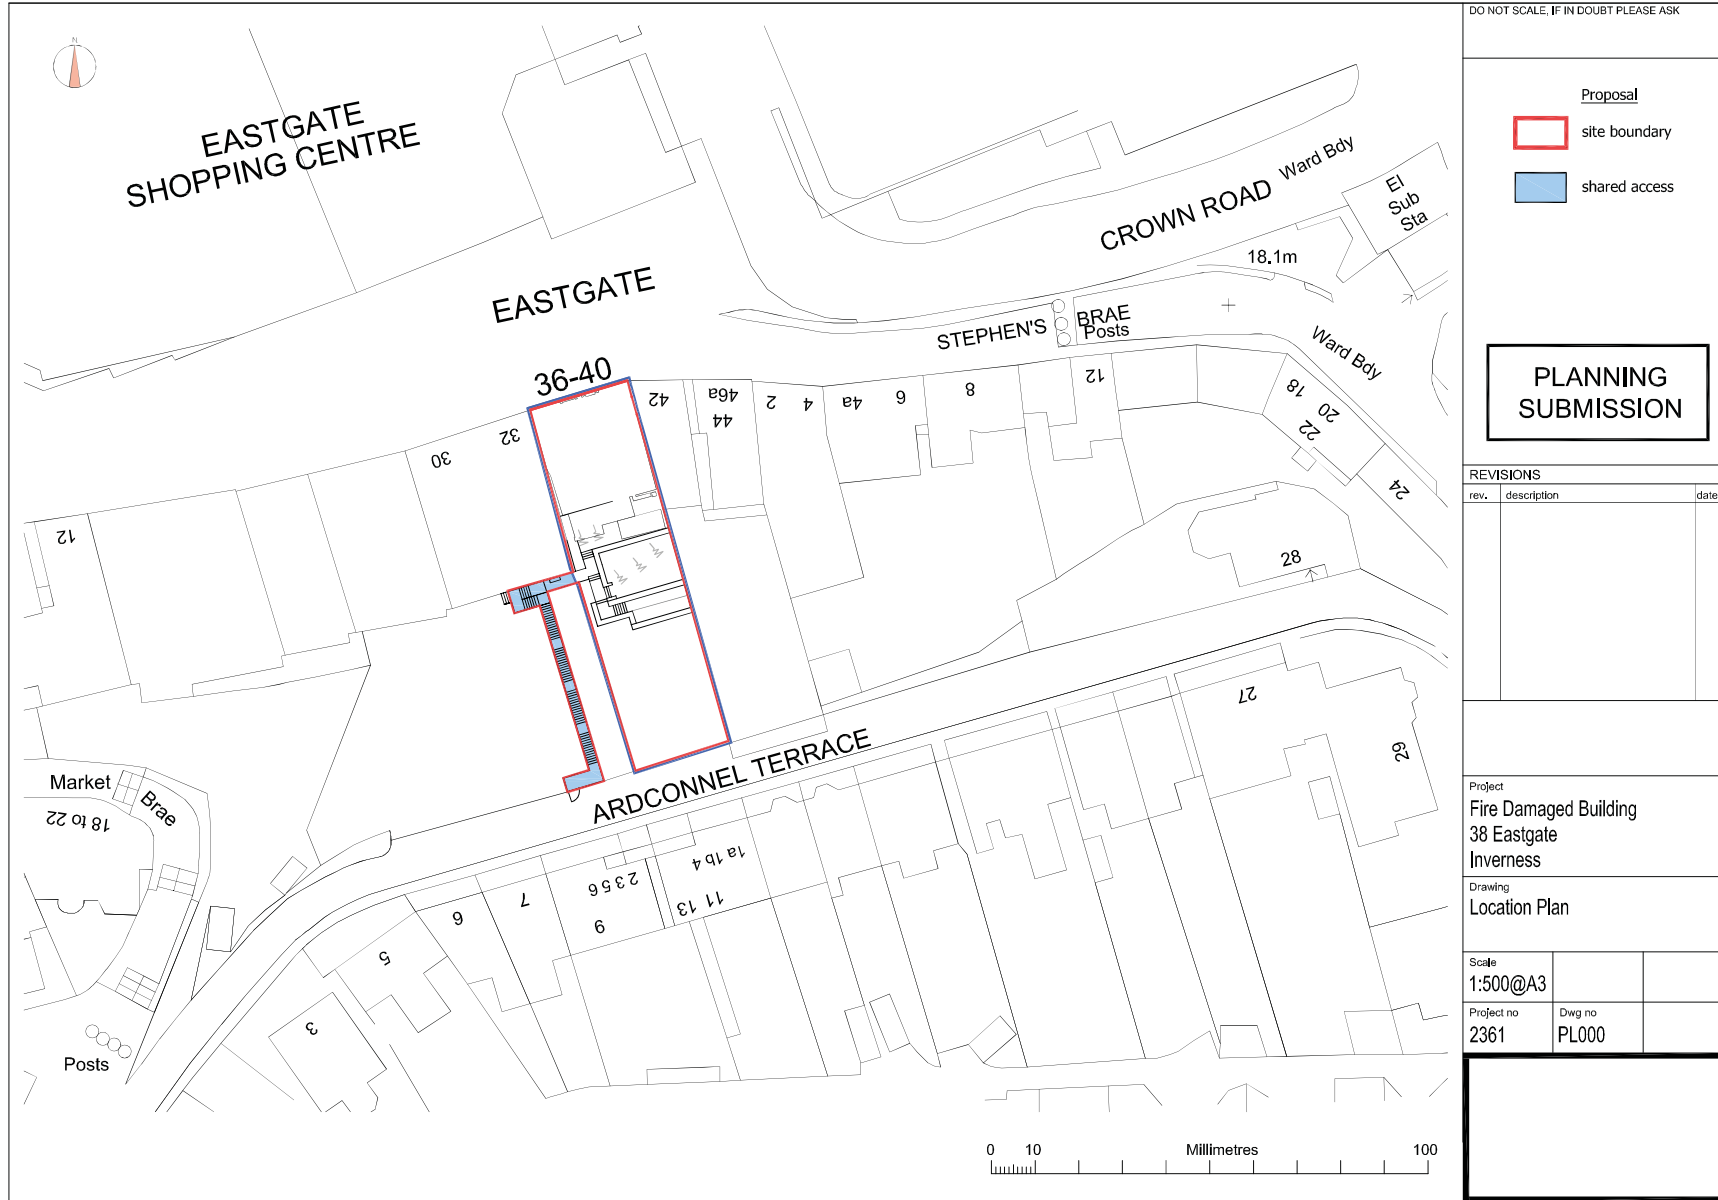 N
EASTGATE
SHOPPING CENTRE
EASTGATE
CROWN ROAD
Ward Bdy
El
Sub
Sta
18.1m
STEPHEN'S
BRAE
Posts
Ward Bdy
36-40
12
30
32
42
46a
44
2
4
4a
6
8
12
18
20
22
24
28
ARDCONNEL TERRACE
27
29
Market
Brae
18 to 22
Posts
3
5
6
7
2 3 5 6
9
1a 1b 4
11 13
0 10 Millimetres 100
DO NOT SCALE, IF IN DOUBT PLEASE ASK
Proposal
site boundary
shared access
PLANNING
SUBMISSION
REVISIONS
rev. description date
Project
Fire Damaged Building
38 Eastgate
Inverness
Drawing
Location Plan
Scale
1:500@A3
Project no Dwg no
2361 PL000